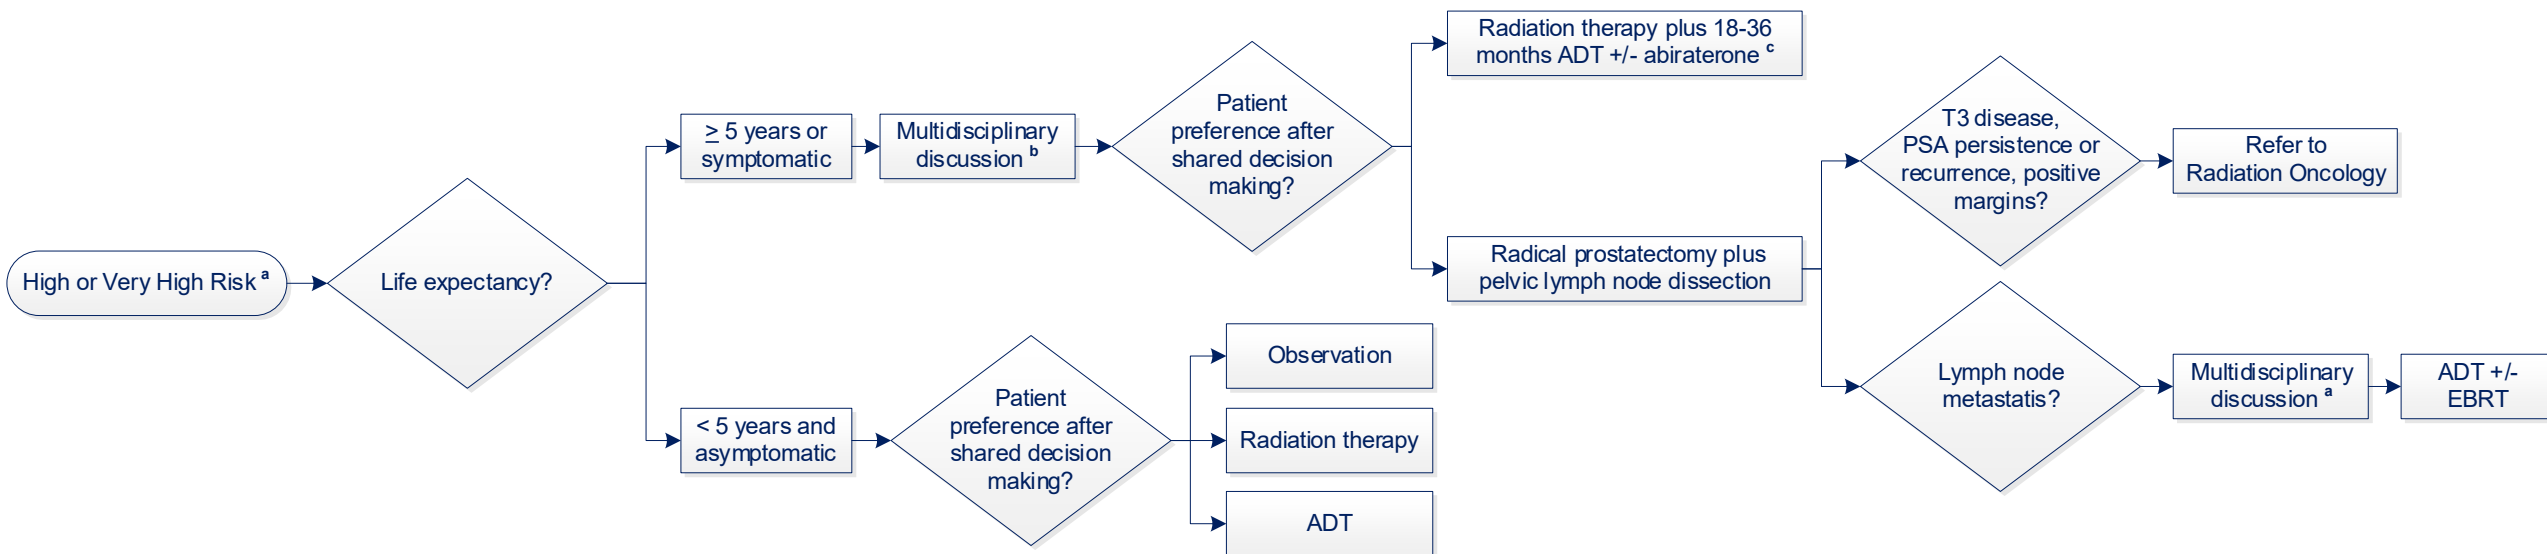 High or Very High Risk a
Life expectancy?
≥ 5 years or
symptomatic
Multidisciplinary
discussion b
Patient
preference after
shared decision
making?
Radiation therapy plus 18-36
months ADT +/- abiraterone c
Radical prostatectomy plus
pelvic lymph node dissection
T3 disease,
PSA persistence or
recurrence, positive
margins?
Refer to
Radiation Oncology
Lymph node
metastatis?
Multidisciplinary
discussion a
ADT +/-
EBRT
< 5 years and
asymptomatic
Patient
preference after
shared decision
making?
Observation
Radiation therapy
ADT